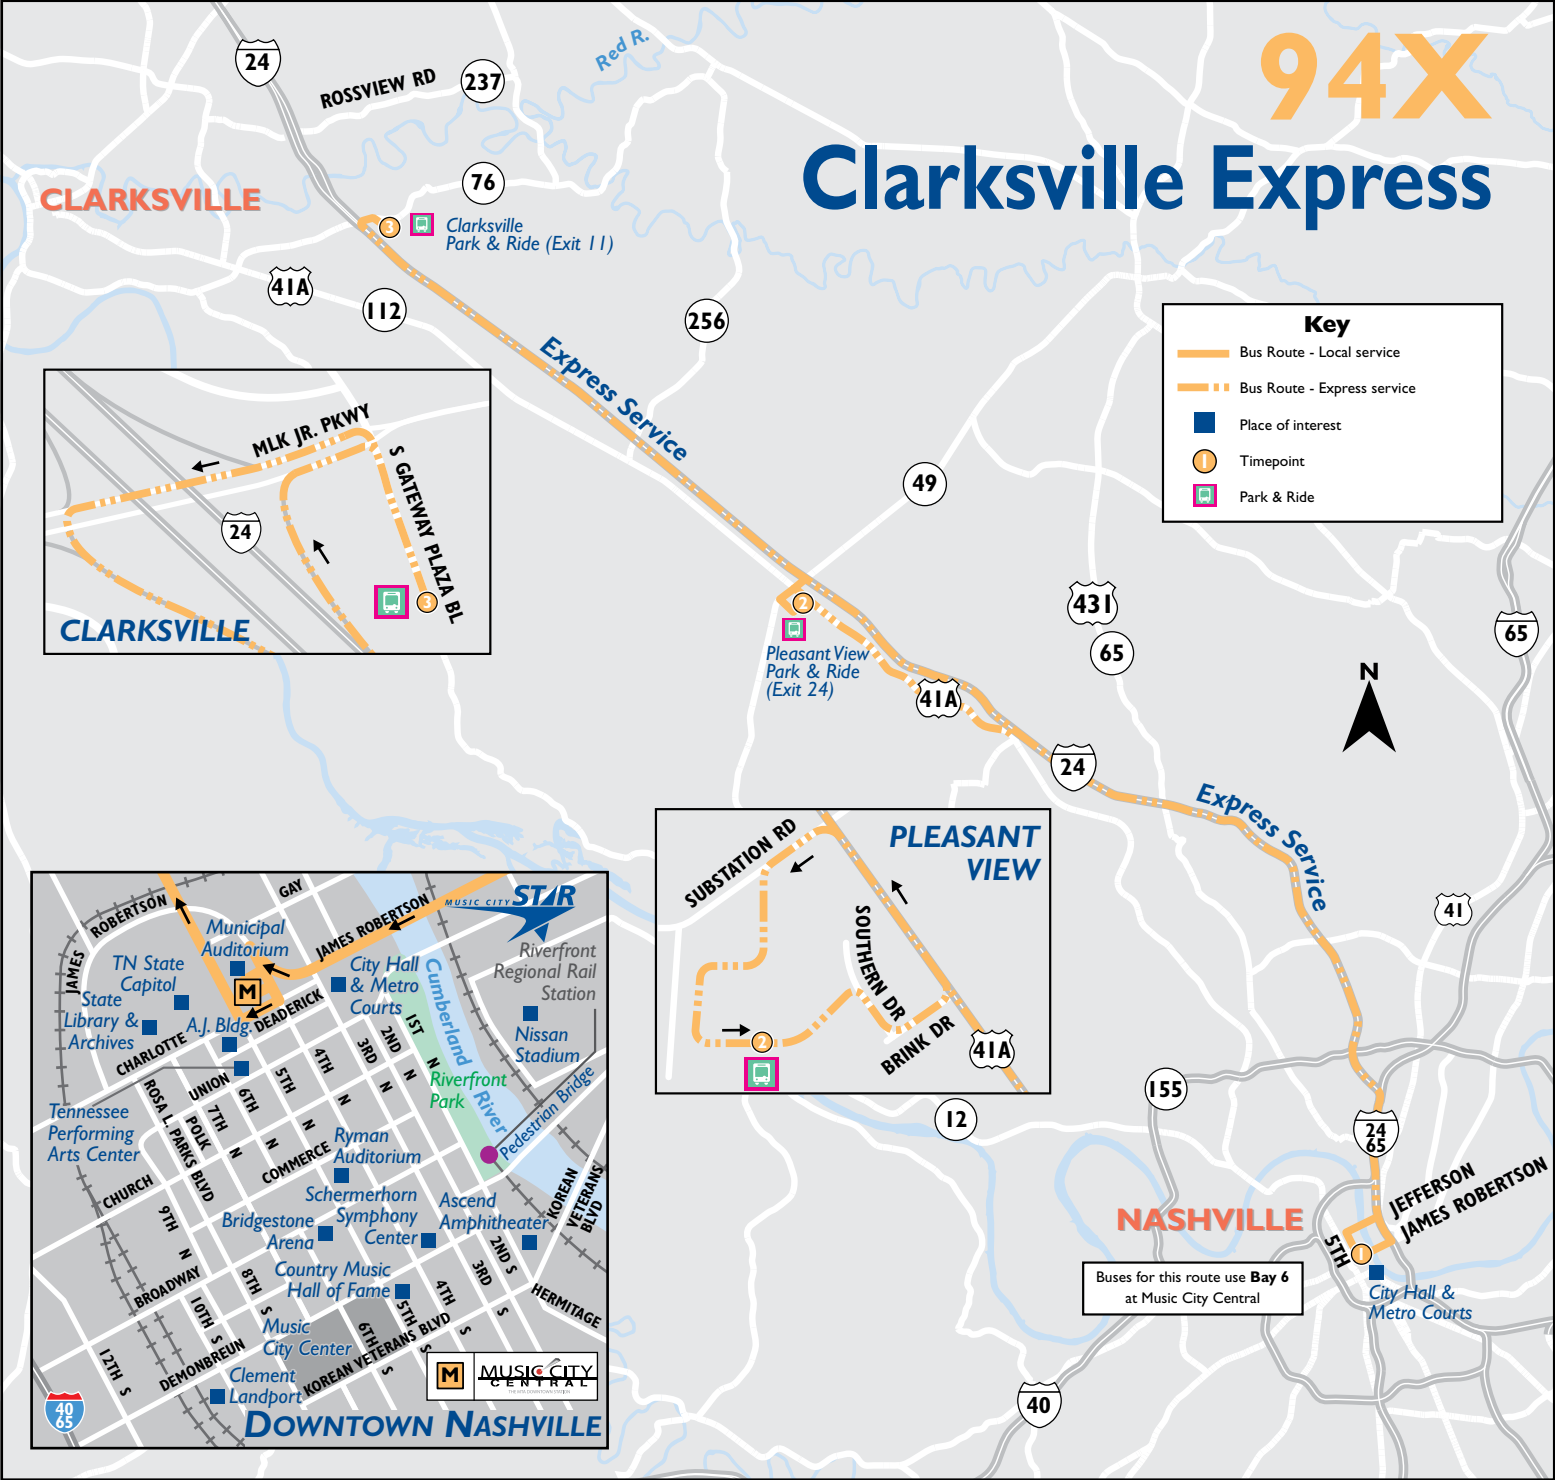 94X
Clarksville Express
24
ROSSVIEW RD
237
Red R.
76
CLARKSVILLE
3
Clarksville
Park & Ride (Exit 11)
41A
112
256
Express Service
Key
Bus Route - Local service
Bus Route - Express service
Place of interest
1
Timepoint
Park & Ride
MLK JR. PKWY
S GATEWAY PLAZA BL
24
3
CLARKSVILLE
49
2
Pleasant View
Park & Ride
(Exit 24)
41A
431
65
65
N
24
Express Service
41
PLEASANT
VIEW
SUBSTATION RD
SOUTHERN DR
BRINK DR
2
41A
12
155
24
65
JEFFERSON
JAMES ROBERTSON
NASHVILLE
5TH
1
Buses for this route use Bay 6
at Music City Central
City Hall &
Metro Courts
40
GAY
JAMES
ROBERTSON
JAMES ROBERTSON
MUSIC CITY STAR
Municipal
Auditorium
Riverfront
Regional Rail
Station
TN State
Capitol
City Hall
& Metro
Courts
Cumberland River
M
State
Library &
Archives
A.J. Bldg.
DEADERICK
Nissan
Stadium
CHARLOTTE
1ST N
2ND N
3RD N
4TH N
5TH N
6TH N
7TH N
UNION
POLK
ROSA L. PARKS BLVD
Riverfront
Park
Pedestrian Bridge
Tennessee
Performing
Arts Center
Ryman
Auditorium
COMMERCE
CHURCH
KOREAN
VETERANS
BLVD
Schermerhorn
Symphony
Center
Ascend
Amphitheater
Bridgestone
Arena
9TH N
BROADWAY
8TH S
2ND S
3RD S
4TH S
5TH S
6TH S
10TH S
12TH S
Country Music
Hall of Fame
HERMITAGE
Music
City Center
DEMONBREUN
KOREAN VETERANS BLVD
Clement
Landport
M
MUSIC CITY
CENTRAL
40
65
DOWNTOWN NASHVILLE